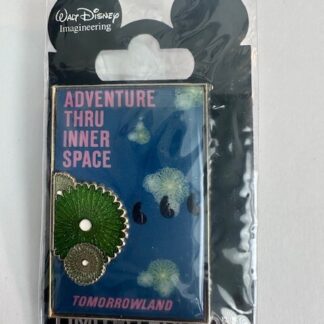 WALT DISNEY
Imagineering
ADVENTURE
THRU
INNER
SPACE
TOMORROWLAND